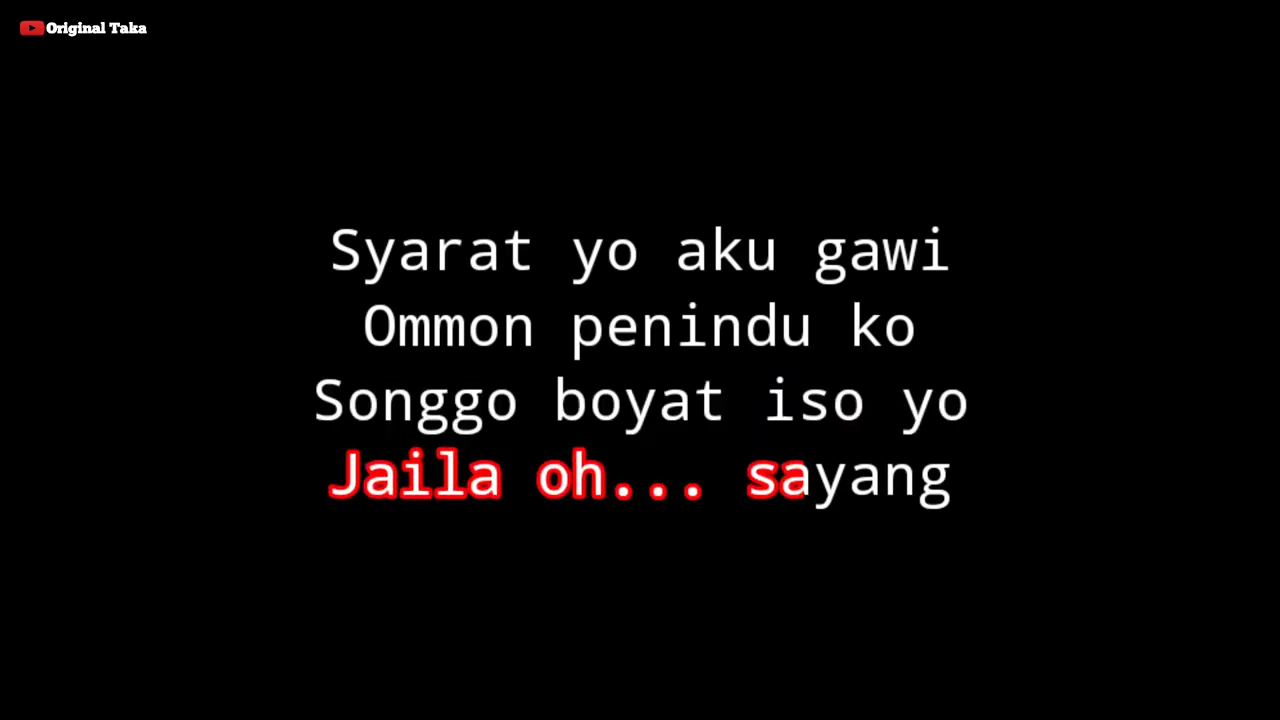 Original Taka
Syarat yo aku gawi
Ommon penindu ko
Songgo boyat iso yo
Jaila oh... sayang